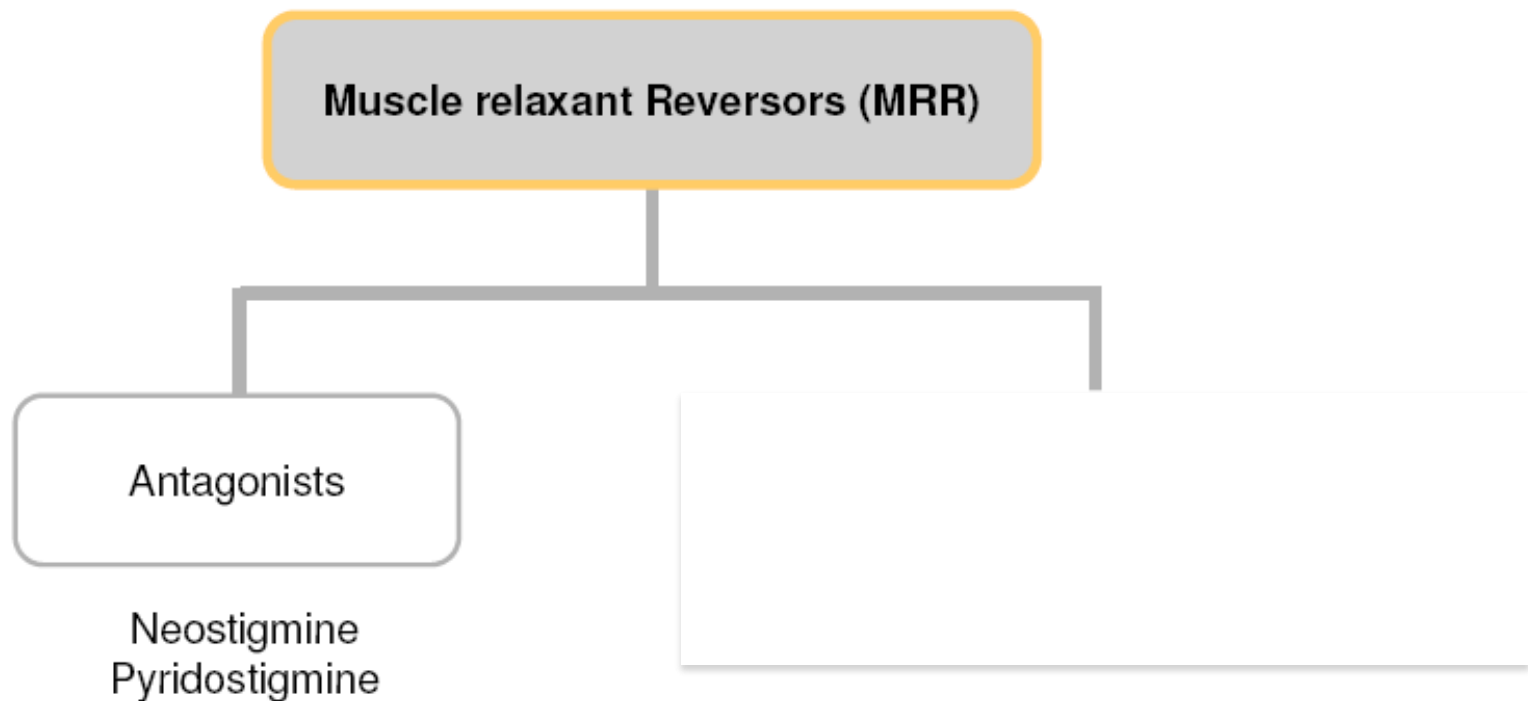 Muscle relaxant Reversors (MRR)
Antagonists
Neostigmine
Pyridostigmine